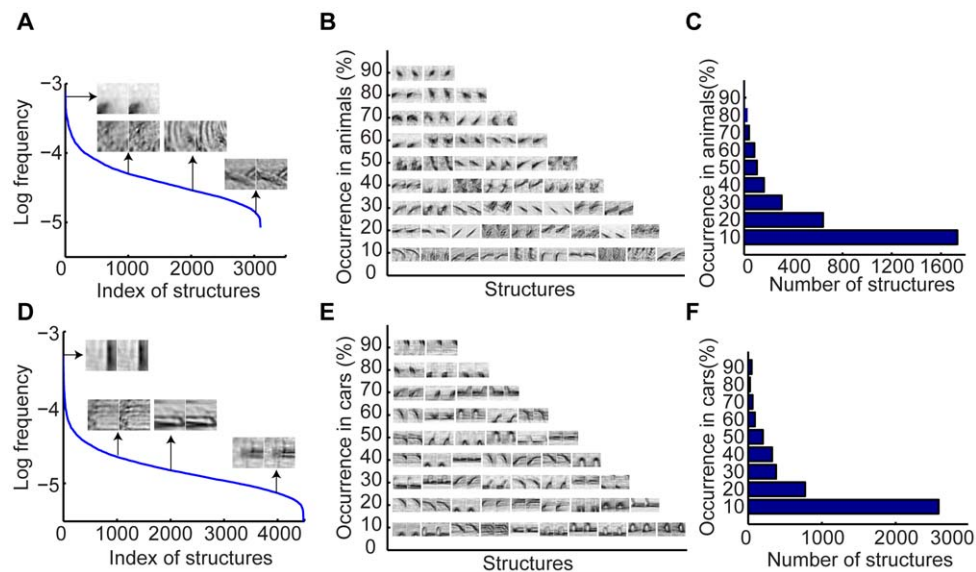 A
−3
−4
−5
Log frequency
0 1000 2000 3000
Index of structures
B
90
80
70
60
50
40
30
20
10
0
Occurrence in animals (%)
Structures
C
90
80
70
60
50
40
30
20
10
Occurrence in animals(%)
0 400 800 1200 1600
Number of structures
D
−3
−4
−5
Log frequency
0 1000 2000 3000 4000
Index of structures
E
90
80
70
60
50
40
30
20
10
0
Occurrence in cars (%)
Structures
F
90
80
70
60
50
40
30
20
10
Occurrence in cars(%)
0 1000 2000 3000
Number of structures